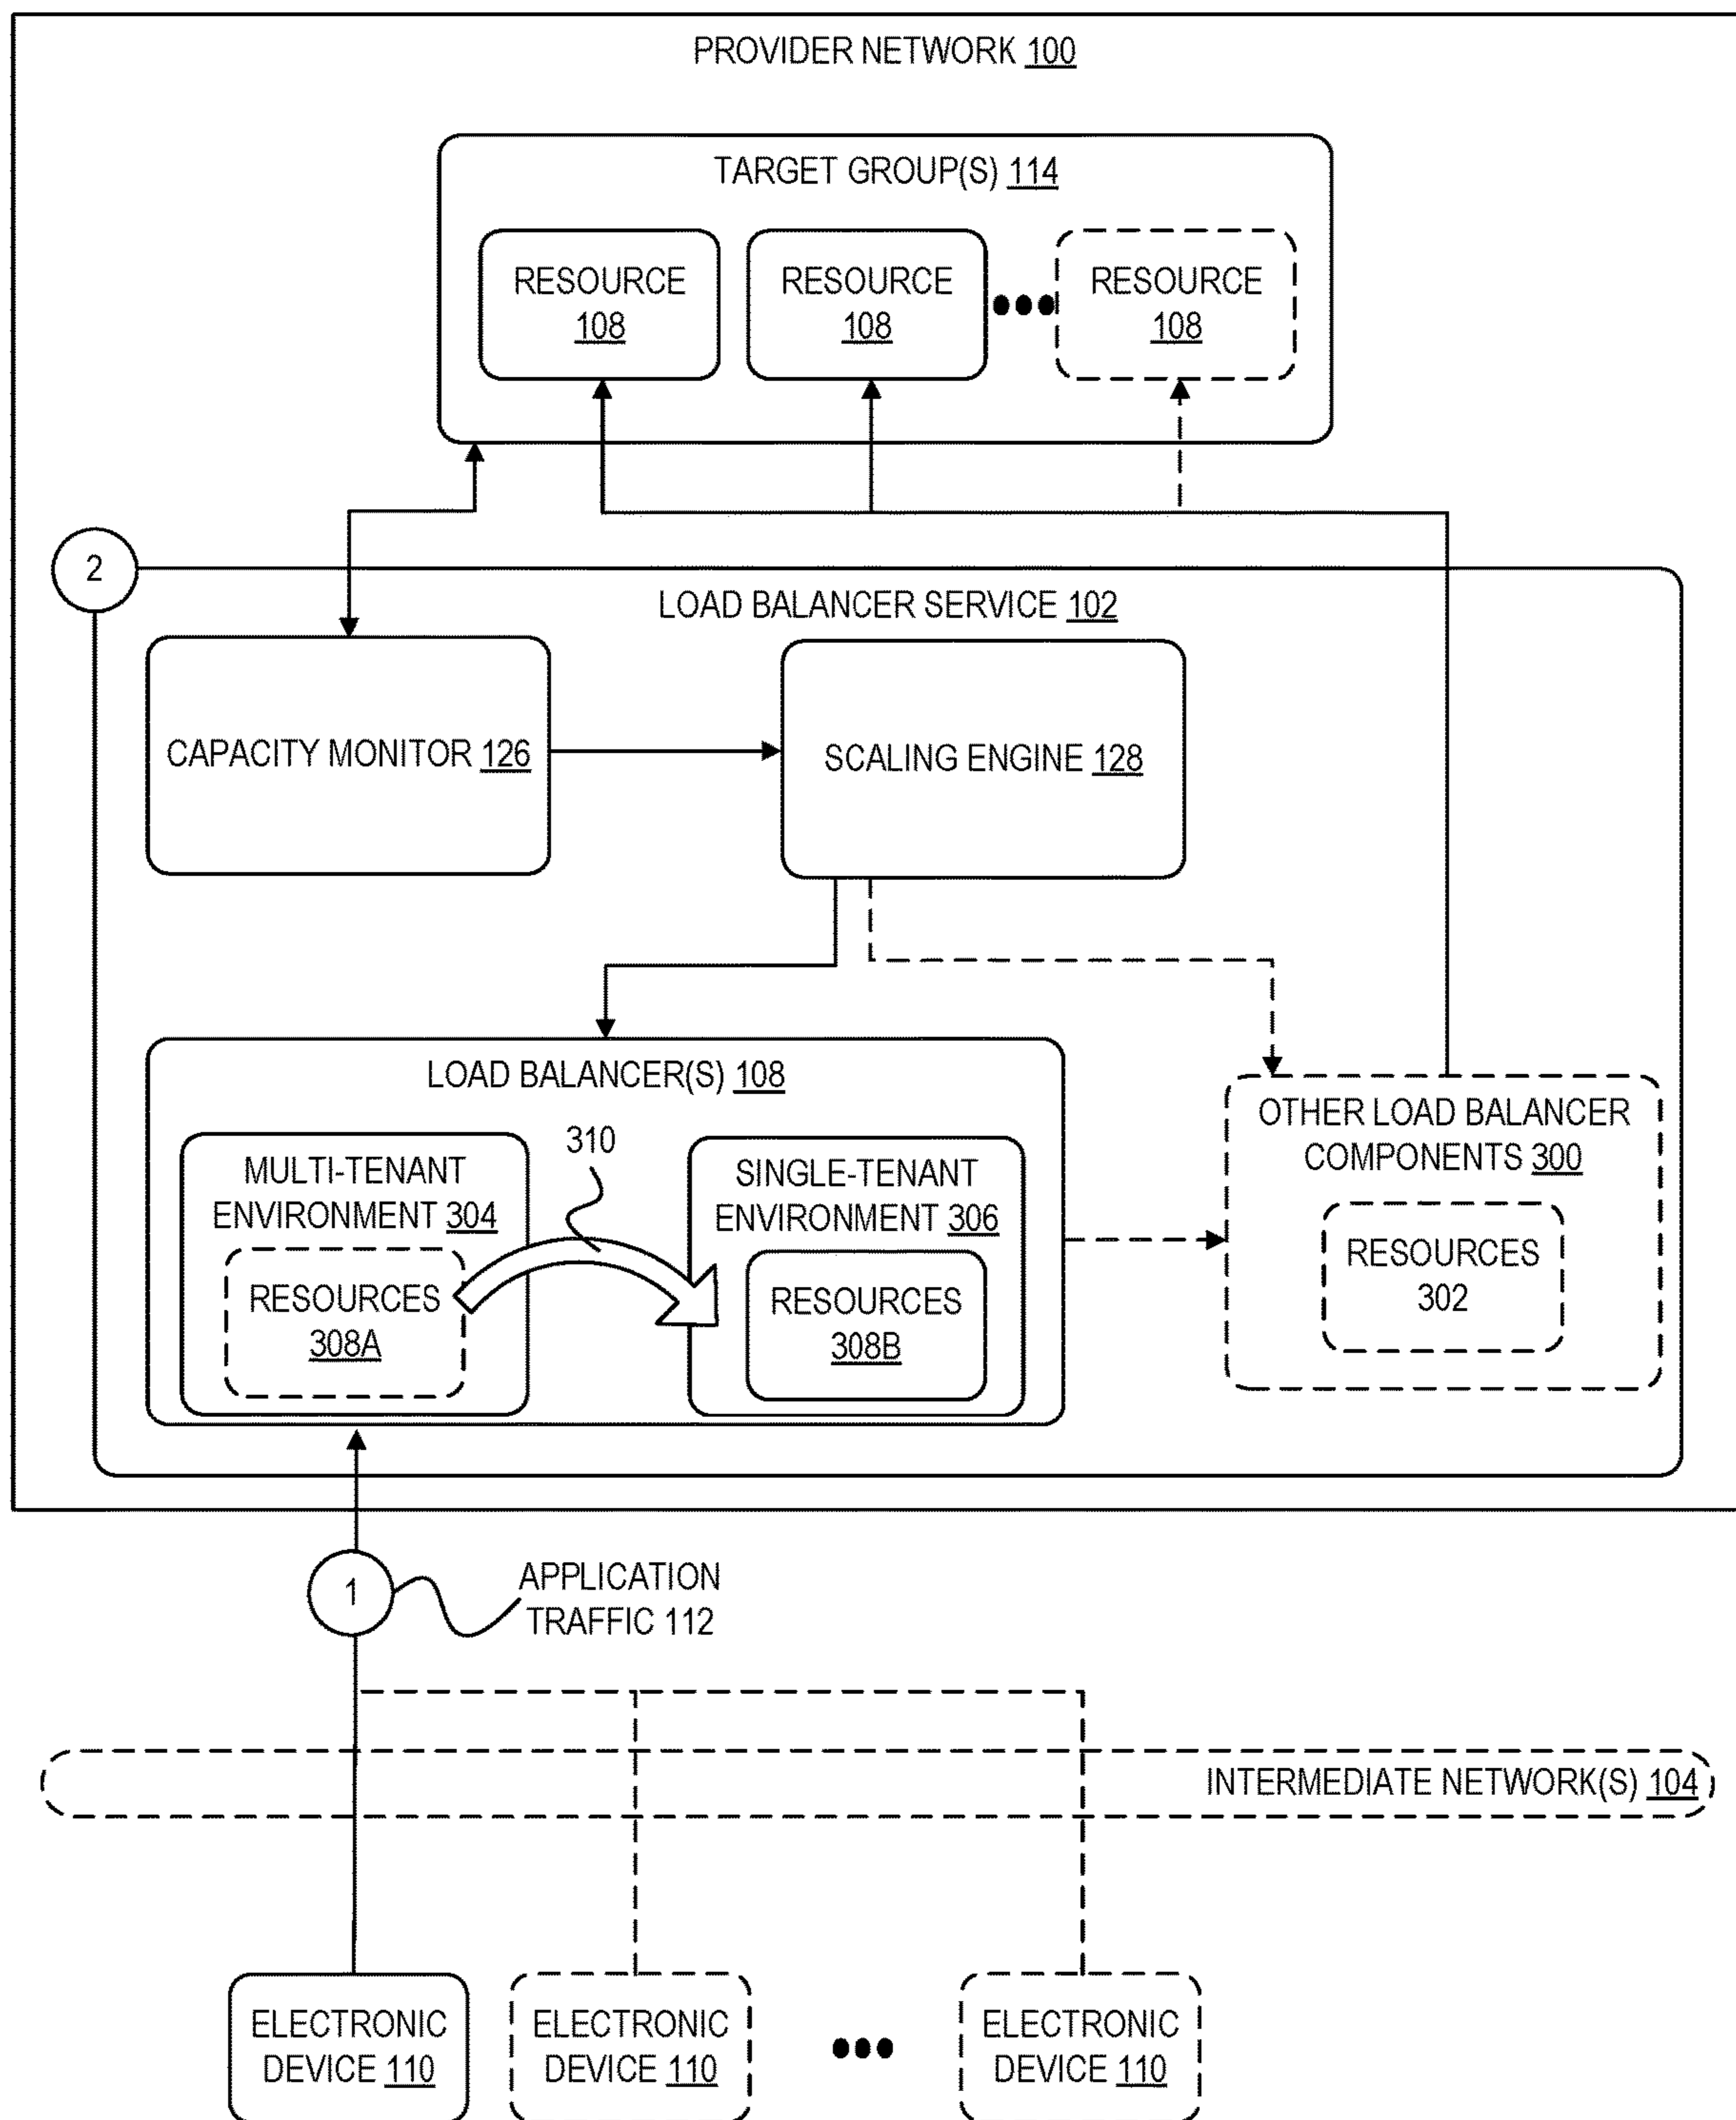 PROVIDER NETWORK 100
TARGET GROUP(S) 114
RESOURCE
108
RESOURCE
108
RESOURCE
108
2
LOAD BALANCER SERVICE 102
CAPACITY MONITOR 126
SCALING ENGINE 128
LOAD BALANCER(S) 108
310
MULTI-TENANT
ENVIRONMENT 304
RESOURCES
308A
SINGLE-TENANT
ENVIRONMENT 306
RESOURCES
308B
OTHER LOAD BALANCER
COMPONENTS 300
RESOURCES
302
1
APPLICATION
TRAFFIC 112
INTERMEDIATE NETWORK(S) 104
ELECTRONIC
DEVICE 110
ELECTRONIC
DEVICE 110
ELECTRONIC
DEVICE 110